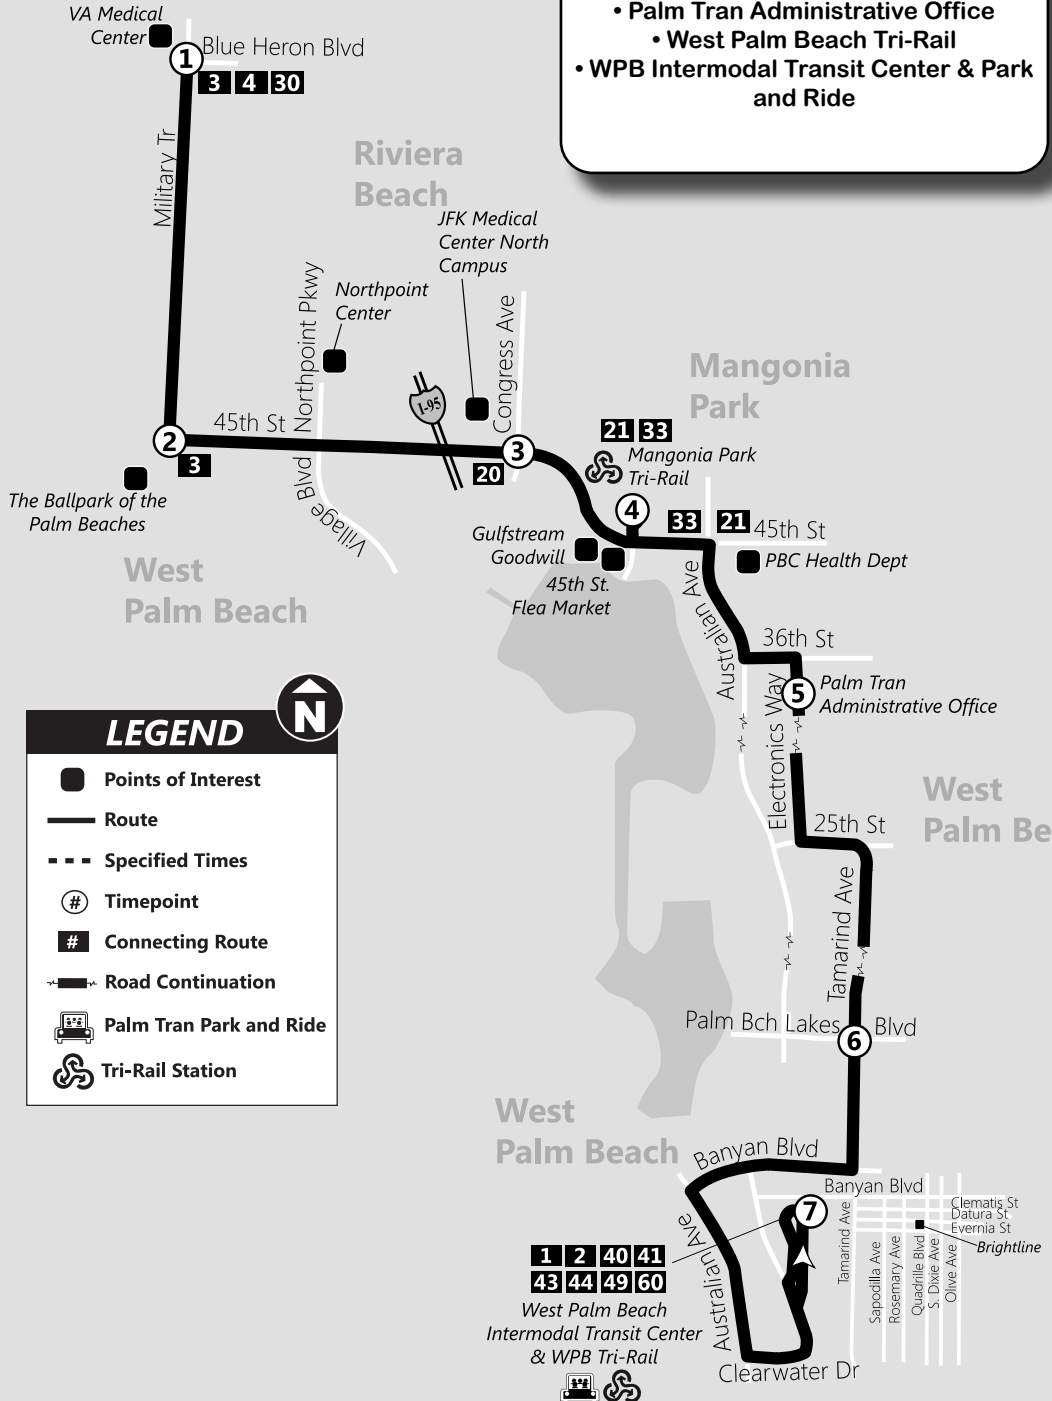 • Palm Tran Administrative Office
• West Palm Beach Tri-Rail
• WPB Intermodal Transit Center & Park
and Ride
VA Medical
Center
1
Blue Heron Blvd
3 4 30
Military Tr
Riviera
Beach
JFK Medical
Center North
Campus
Northpoint
Center
Northpoint Pkwy
Congress Ave
I-95
Mangonia
Park
2
45th St
3
3
20
21 33
Mangonia Park
Tri-Rail
4
The Ballpark of the
Palm Beaches
Village Blvd
Gulfstream
Goodwill
45th St.
Flea Market
33 21
45th St
PBC Health Dept
West
Palm Beach
Australian Ave
36th St
5
Palm Tran
Administrative Office
Electronics Way
LEGEND
N
Points of Interest
Route
Specified Times
# Timepoint
# Connecting Route
Road Continuation
Palm Tran Park and Ride
Tri-Rail Station
West
Palm Be
25th St
Tamarind Ave
Palm Bch Lakes Blvd
6
West
Palm Beach
Banyan Blvd
Banyan Blvd
7
Clematis St
Datura St
Evernia St
Brightline
Tamarind Ave
Sapodilla Ave
Rosemary Ave
Quadrille Blvd
S. Dixie Ave
Olive Ave
Australian Ave
1 2 40 41
43 44 49 60
West Palm Beach
Intermodal Transit Center
& WPB Tri-Rail
Clearwater Dr